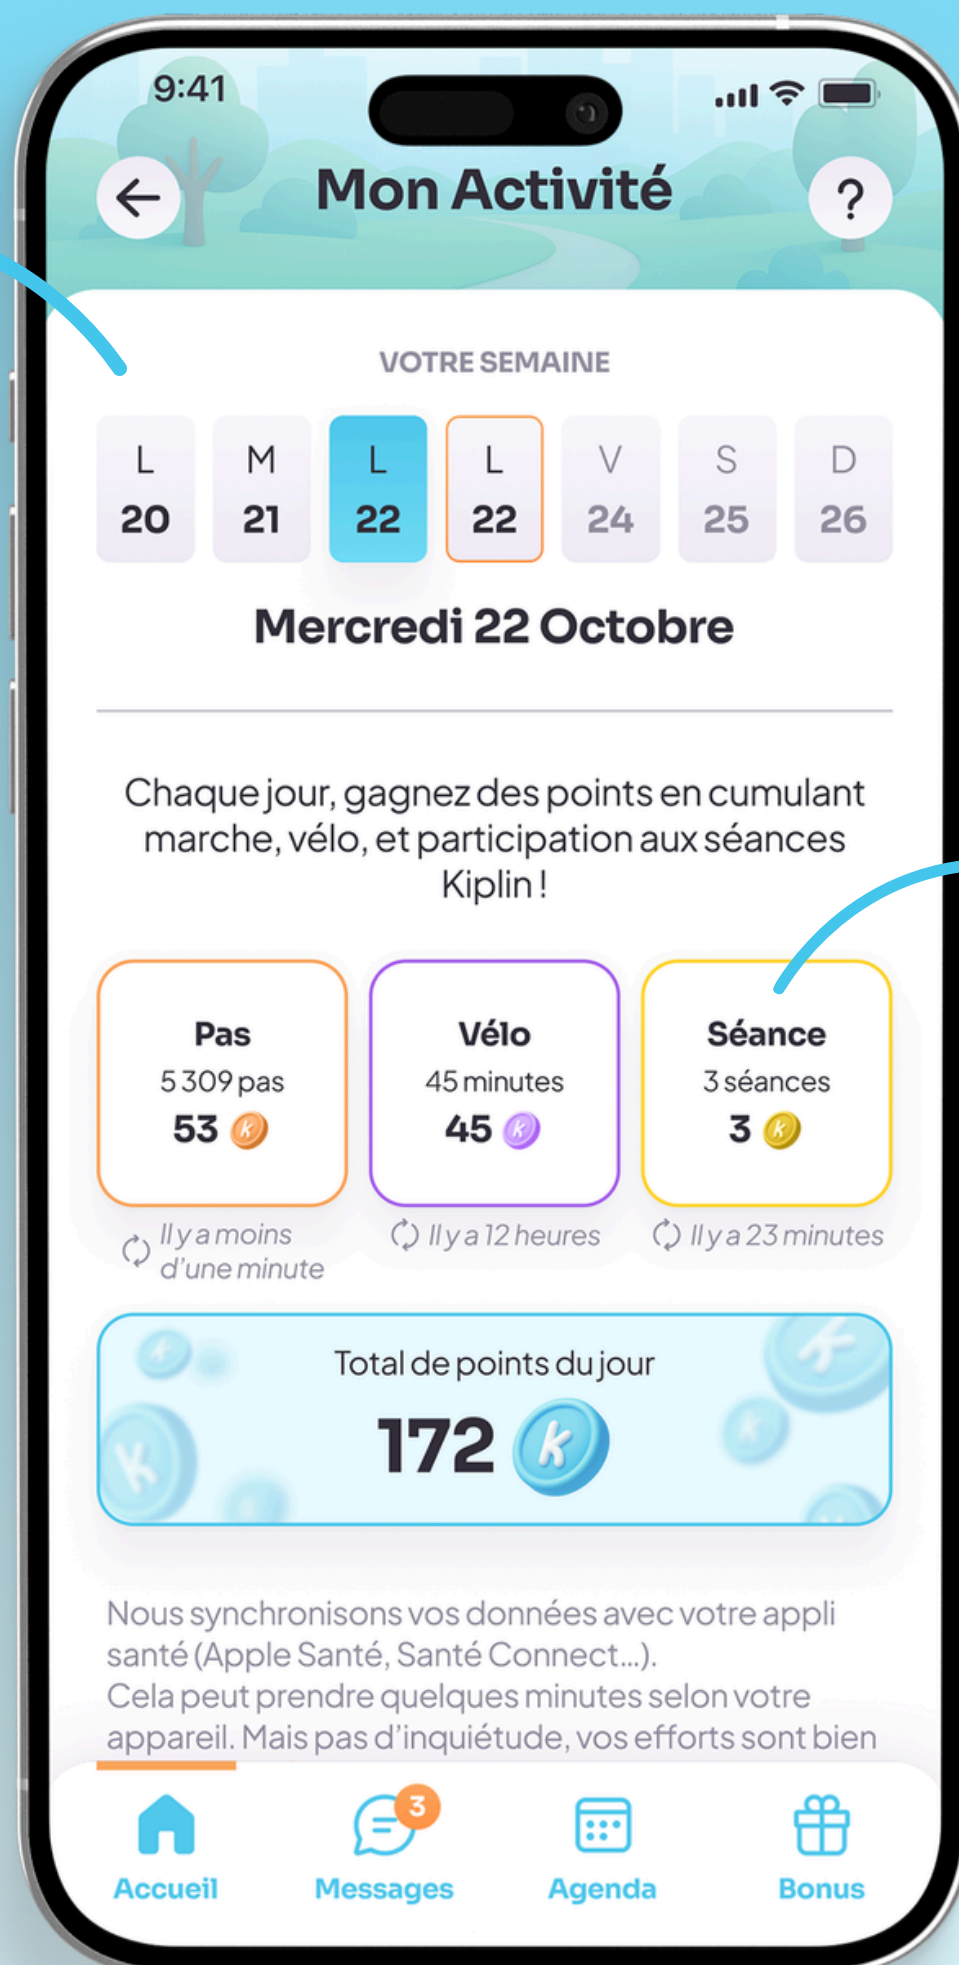 9:41
Mon Activité
?
VOTRE SEMAINE
L M L L V S D
20 21 22 22 24 25 26
Mercredi 22 Octobre
Chaque jour, gagnez des points en cumulant
marche, vélo, et participation aux séances
Kiplin !
Pas Vélo Séance
5 309 pas 45 minutes 3 séances
53 k 45 k 3 k
Il y a moins
d'une minute
Il y a 12 heures
Il y a 23 minutes
Total de points du jour
172 k
Nous synchronisons vos données avec votre appli
santé (Apple Santé, Santé Connect...).
Cela peut prendre quelques minutes selon votre
appareil. Mais pas d'inquiétude, vos efforts sont bien
3
Accueil Messages Agenda Bonus